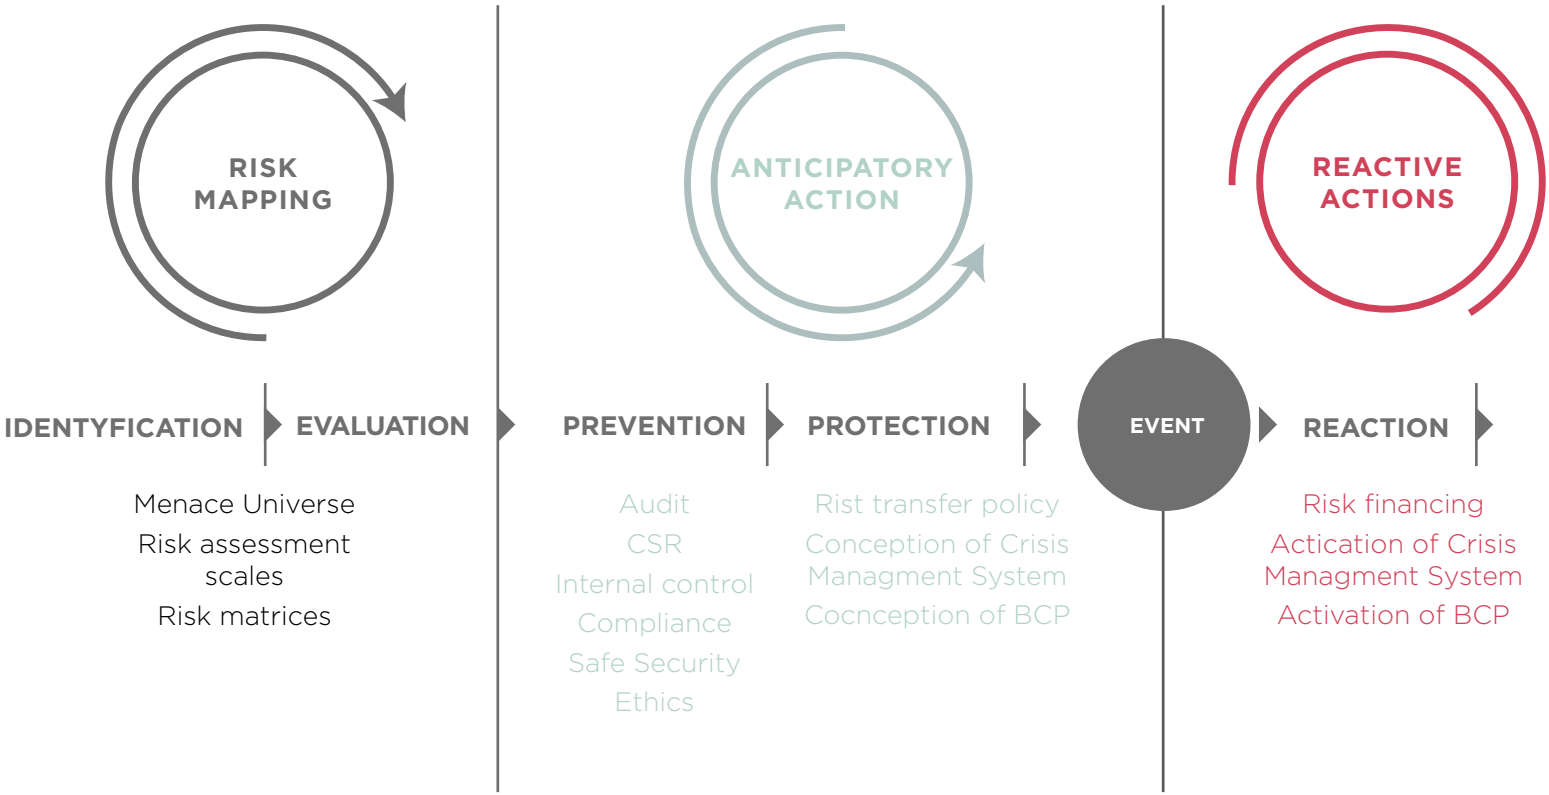 RISK
MAPPING
ANTICIPATORY
ACTION
REACTIVE
ACTIONS
IDENTYFICATION
EVALUATION
PREVENTION
PROTECTION
EVENT
REACTION
Menace Universe
Risk assessment
scales
Risk matrices
Audit
CSR
Internal control
Compliance
Safe Security
Ethics
Rist transfer policy
Conception of Crisis
Managment System
Cocnception of BCP
Risk financing
Actication of Crisis
Managment System
Activation of BCP